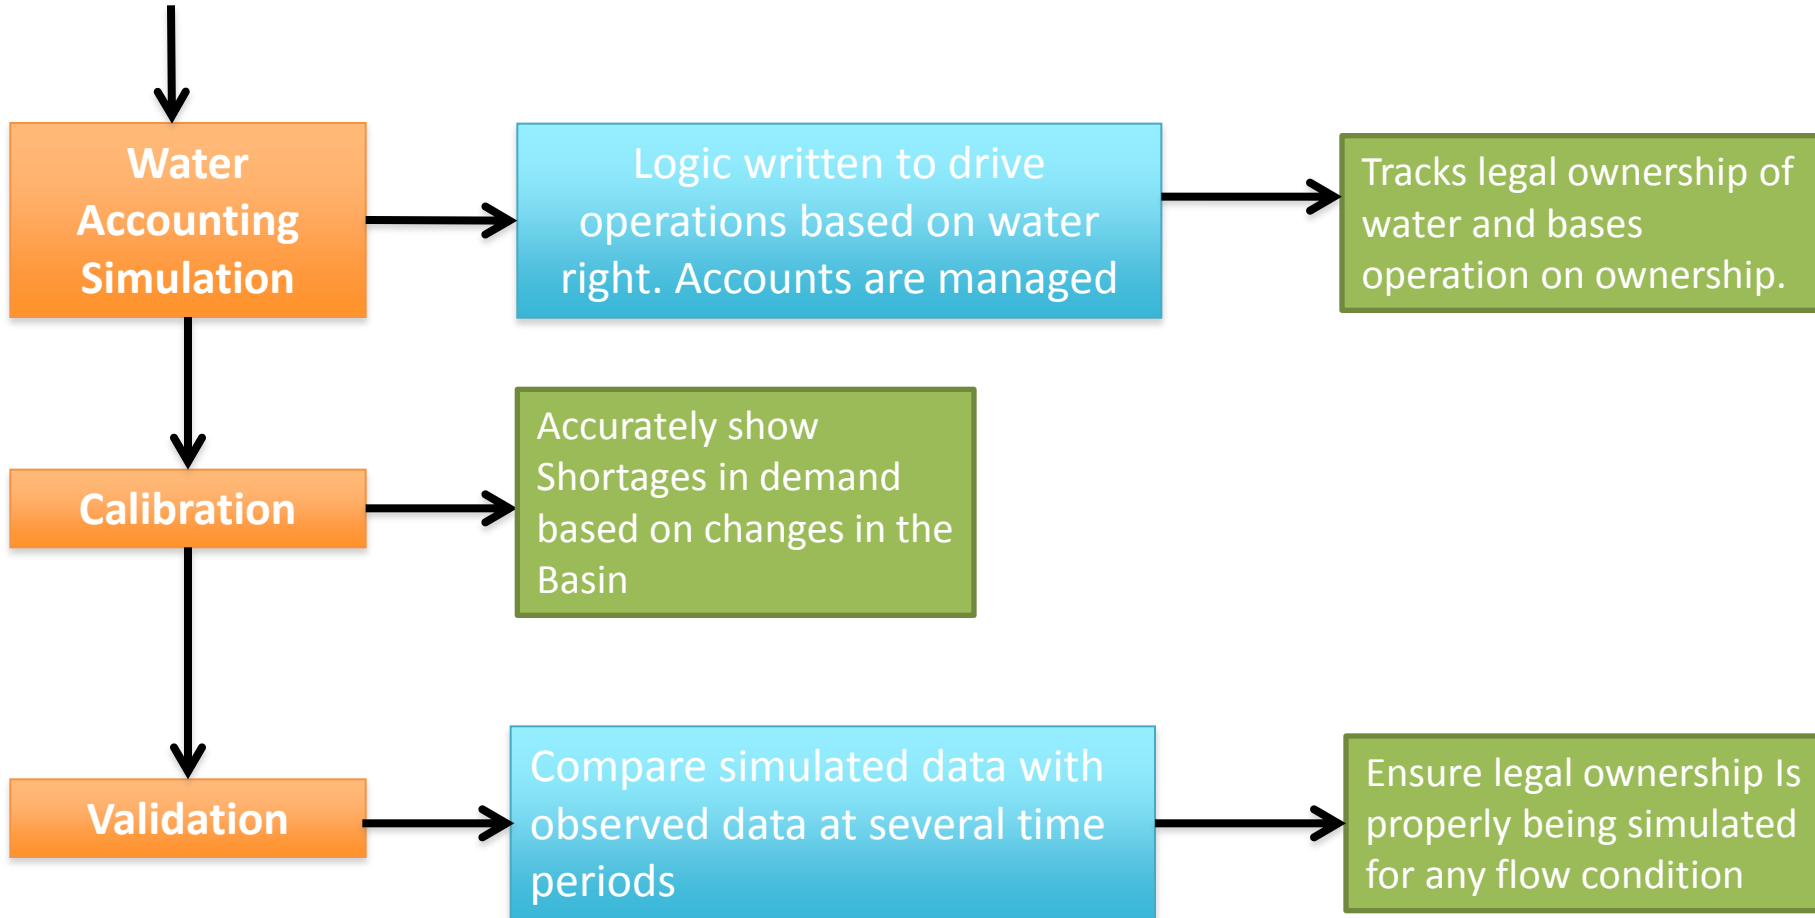 Water
Accounting
Simulation
Logic written to drive
operations based on water
right. Accounts are managed
Tracks legal ownership of
water and bases
operation on ownership.
Calibration
Accurately show
Shortages in demand
based on changes in the
Basin
Validation
Compare simulated data with
observed data at several time
periods
Ensure legal ownership Is
properly being simulated
for any flow condition